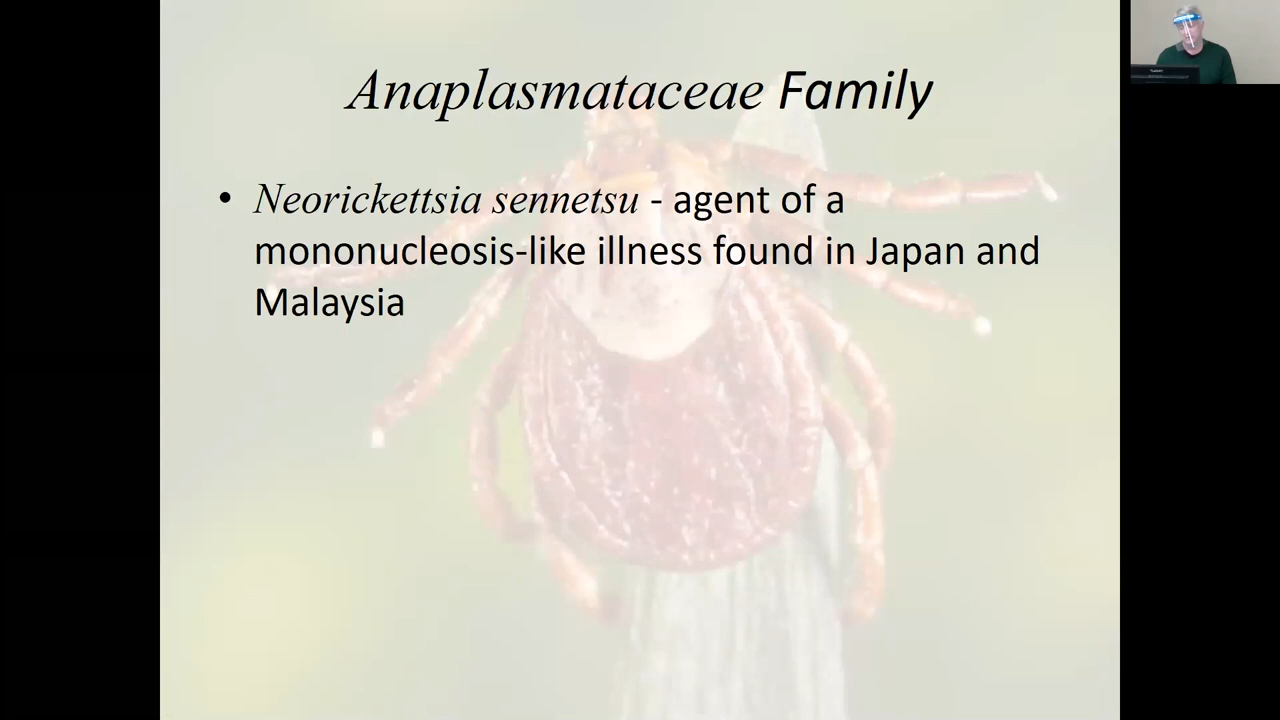 Anaplasmataceae Family
• Neorickettsia sennetsu - agent of a
mononucleosis-like illness found in Japan and
Malaysia